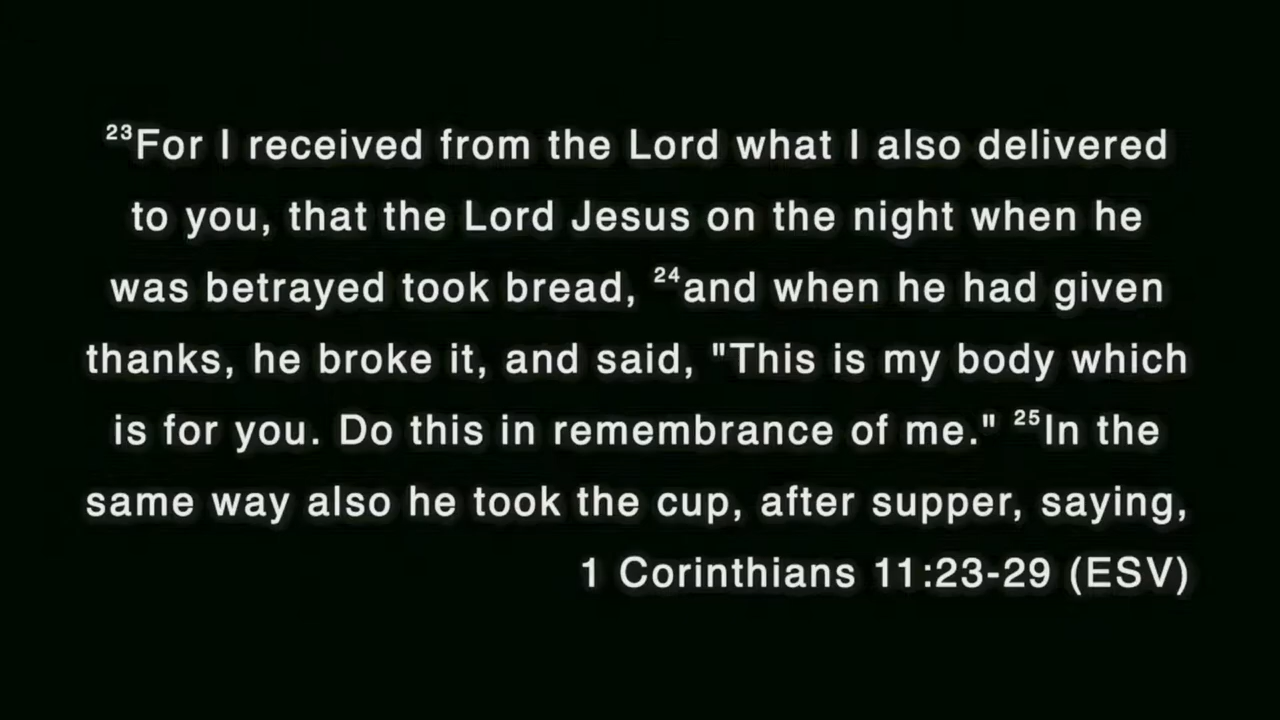 ²³For I received from the Lord what I also delivered
to you, that the Lord Jesus on the night when he
was betrayed took bread, ²⁴and when he had given
thanks, he broke it, and said, "This is my body which
is for you. Do this in remembrance of me." ²⁵In the
same way also he took the cup, after supper, saying,
1 Corinthians 11:23-29 (ESV)